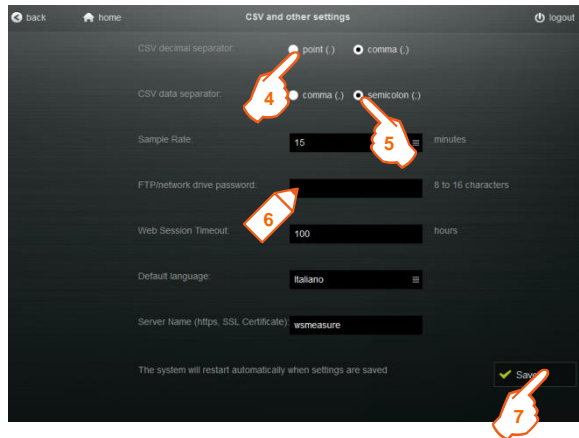 back home CSV and other settings logout
CSV decimal separator: point (.) comma (,)
4
CSV data separator: comma (,) semicolon (;)
5
Sample Rate: 15 minutes
FTP/network drive password: 8 to 16 characters
6
Web Session Timeout: 100 hours
Default language: Italiano
Server Name (https, SSL Certificate): wsmeasure
The system will restart automatically when settings are saved
Save
7